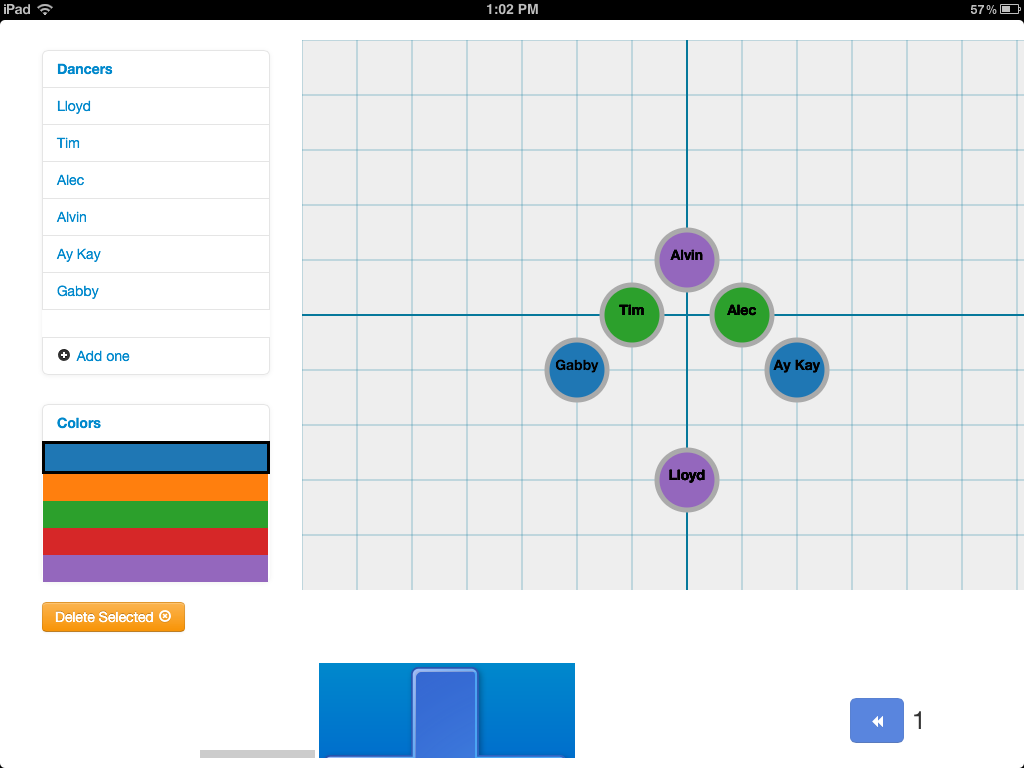 iPad 1:02 PM 57%
Dancers
Lloyd
Tim
Alec
Alvin
Ay Kay
Gabby
Add one
Colors
Delete Selected
Alvin
Tim Alec
Gabby Ay Kay
Lloyd
1